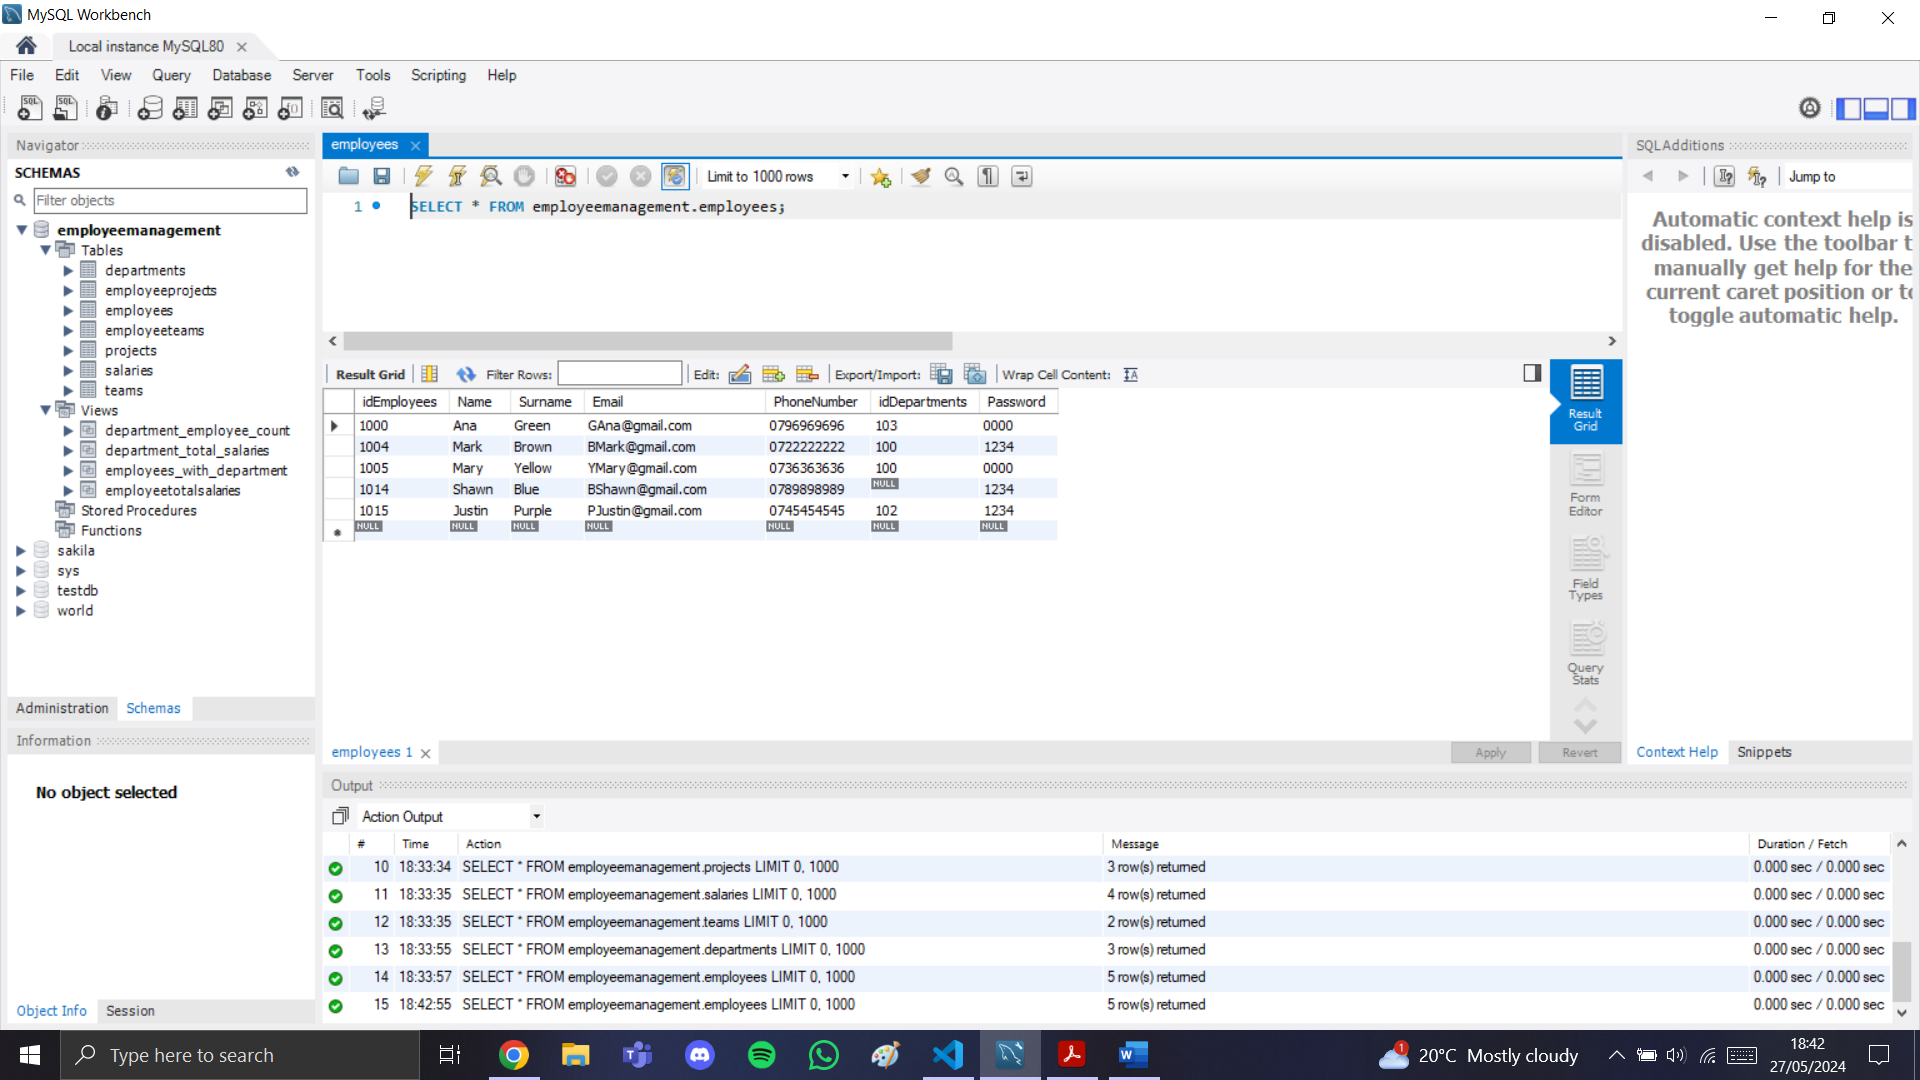 MySQL Workbench
Local instance MySQL80
File Edit View Query Database Server Tools Scripting Help
Navigator
SCHEMAS
Filter objects
employeemanagement
Tables
departments
employeeprojects
employees
employeeteams
projects
salaries
teams
Views
department_employee_count
department_total_salaries
employees_with_department
employeetotalsalaries
Stored Procedures
Functions
sakila
sys
testdb
world
Administration Schemas
Information
No object selected
Object Info Session
employees
Limit to 1000 rows
1 SELECT * FROM employeemanagement.employees;
Result Grid Filter Rows: Edit: Export/Import: Wrap Cell Content:
idEmployees Name Surname Email PhoneNumber idDepartments Password
1000 Ana Green GAna@gmail.com 0796969696 103 0000
1004 Mark Brown BMark@gmail.com 0722222222 100 1234
1005 Mary Yellow YMary@gmail.com 0736363636 100 0000
1014 Shawn Blue BShawn@gmail.com 0789898989 NULL 1234
1015 Justin Purple PJustin@gmail.com 0745454545 102 1234
NULL NULL NULL NULL NULL NULL NULL
Result
Grid
Form
Editor
Field
Types
Query
Stats
employees 1
Apply Revert
SQLAdditions
Jump to
Automatic context help is
disabled. Use the toolbar t
manually get help for the
current caret position or to
toggle automatic help.
Context Help Snippets
Output
Action Output
# Time Action Message Duration / Fetch
10 18:33:34 SELECT * FROM employeemanagement.projects LIMIT 0, 1000 3 row(s) returned 0.000 sec / 0.000 sec
11 18:33:35 SELECT * FROM employeemanagement.salaries LIMIT 0, 1000 4 row(s) returned 0.000 sec / 0.000 sec
12 18:33:35 SELECT * FROM employeemanagement.teams LIMIT 0, 1000 2 row(s) returned 0.000 sec / 0.000 sec
13 18:33:55 SELECT * FROM employeemanagement.departments LIMIT 0, 1000 3 row(s) returned 0.000 sec / 0.000 sec
14 18:33:57 SELECT * FROM employeemanagement.employees LIMIT 0, 1000 5 row(s) returned 0.000 sec / 0.000 sec
15 18:42:55 SELECT * FROM employeemanagement.employees LIMIT 0, 1000 5 row(s) returned 0.000 sec / 0.000 sec
Type here to search
1 20°C Mostly cloudy
18:42
27/05/2024